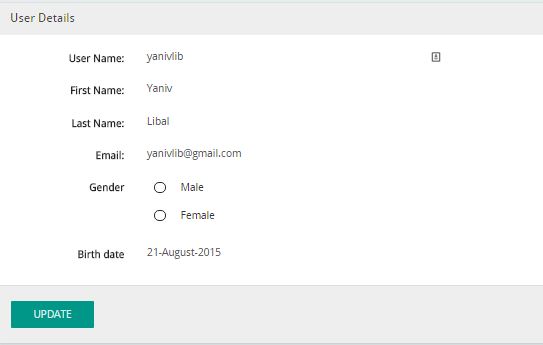 User Details
User Name: yanivlib
First Name: Yaniv
Last Name: Libal
Email: yanivlib@gmail.com
Gender Male
Female
Birth date 21-August-2015
UPDATE